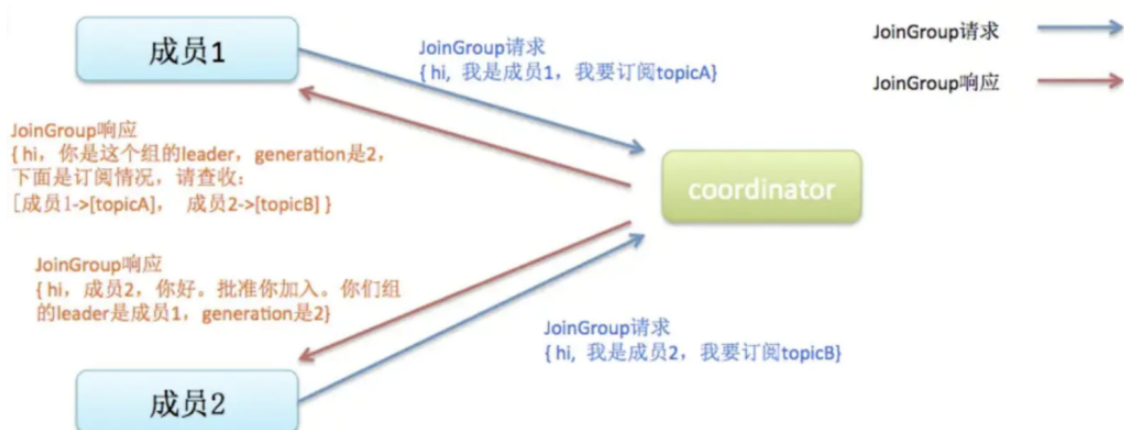 成员1
JoinGroup请求
{ hi, 我是成员1，我要订阅topicA}
JoinGroup请求
JoinGroup响应
JoinGroup响应
{ hi，你是这个组的leader，generation是2，
下面是订阅情况，请查收：
[成员1->[topicA]， 成员2->[topicB] }
coordinator
JoinGroup响应
{ hi，成员2，你好。批准你加入。你们组
的leader是成员1，generation是2}
JoinGroup请求
{ hi, 我是成员2，我要订阅topicB}
成员2